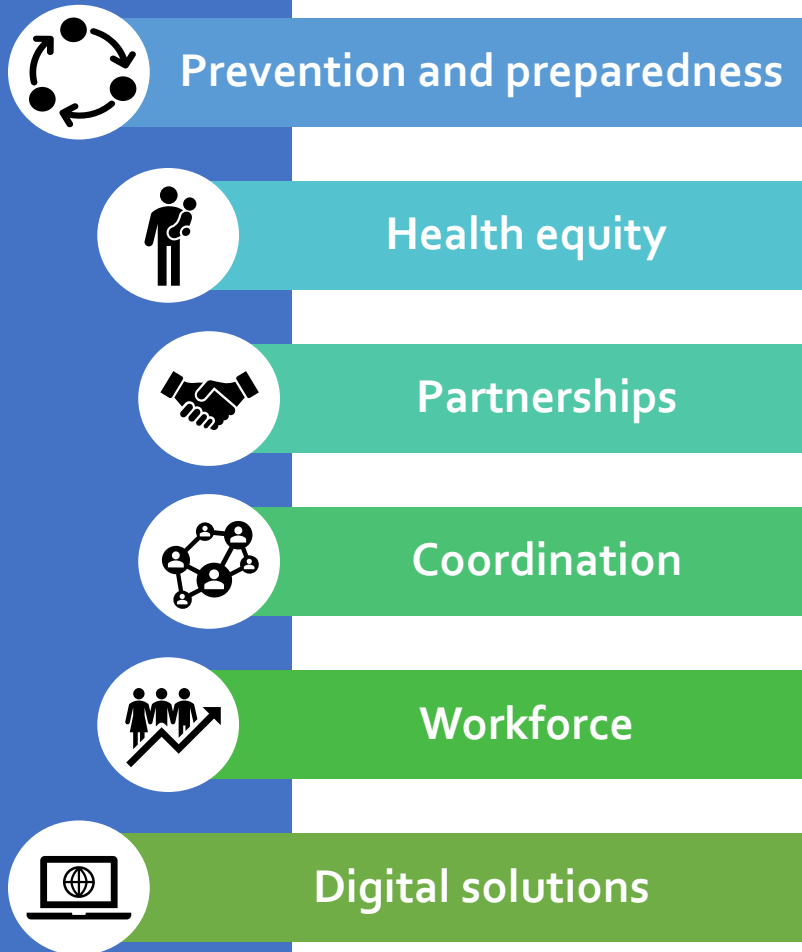 Prevention and preparedness
Health equity
Partnerships
Coordination
Workforce
Digital solutions